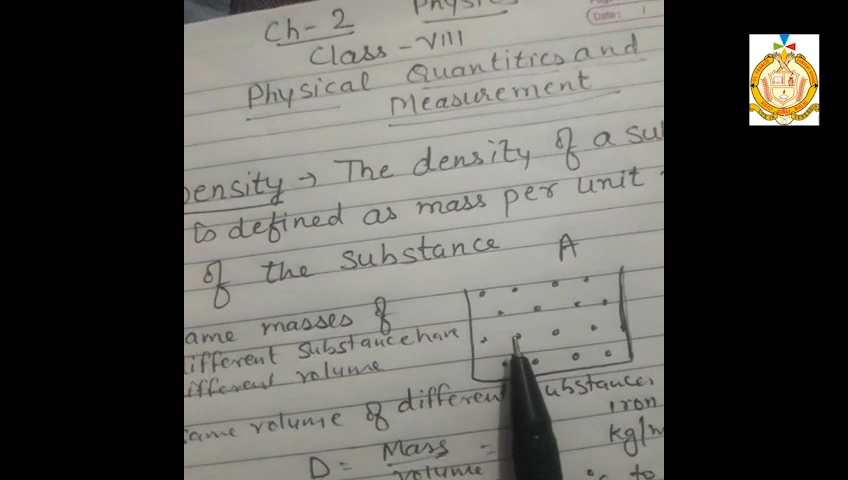 Ch-2
Class-VIII
Physical Quantities and
Measurement
Date:
Density → The density of a
is defined as mass per unit
of the substance
A
ame masses of
ifferent substance have
ifferent volume
ame volume of different substances
iron
D = Mass =
volume
kg/
to